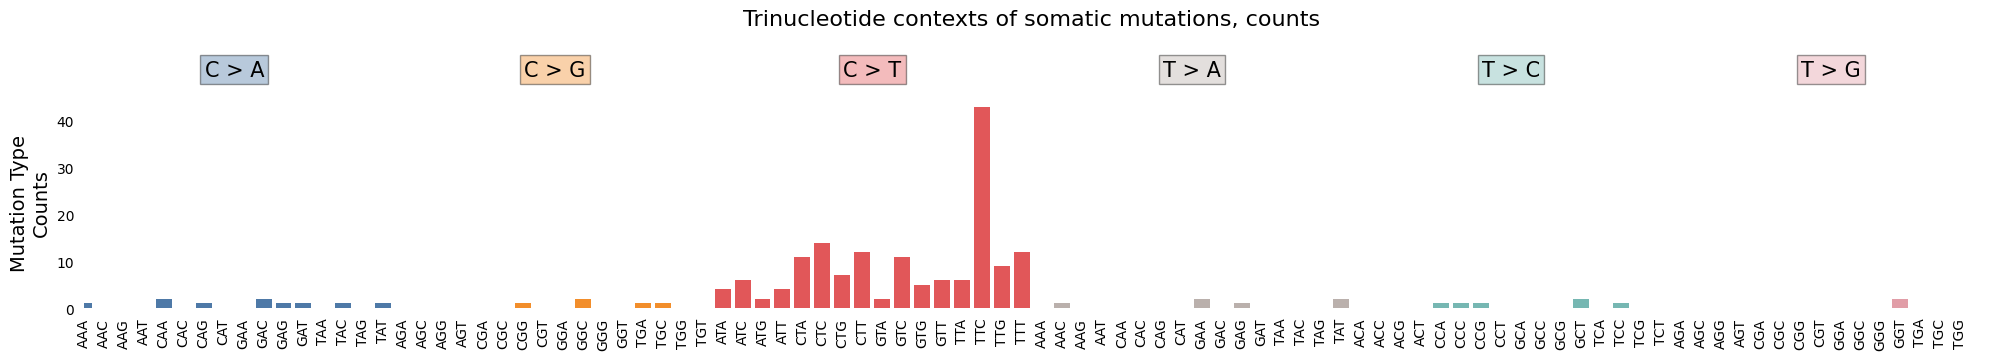 Trinucleotide contexts of somatic mutations, counts
C > A
C > G
C > T
T > A
T > C
T > G
Mutation Type
Counts
40
30
20
10
0
AAA AAC AAG AAT CAA CAC CAG CAT GAA GAC GAG GAT TAA TAC TAG TAT AGA AGC AGG AGT CGA CGC CGG CGT GGA GGC GGG GGT TGA TGC TGG TGT ATA ATC ATG ATT CTA CTC CTG CTT GTA GTC GTG GTT TTA TTC TTG TTT AAA AAC AAG AAT CAA CAC CAG CAT GAA GAC GAG GAT TAA TAC TAG TAT ACA ACC ACG ACT CCA CCC CCG CCT GCA GCC GCG GCT TCA TCC TCG TCT AGA AGC AGG AGT CGA CGC CGG CGT GGA GGC GGG GGT TGA TGC TGG